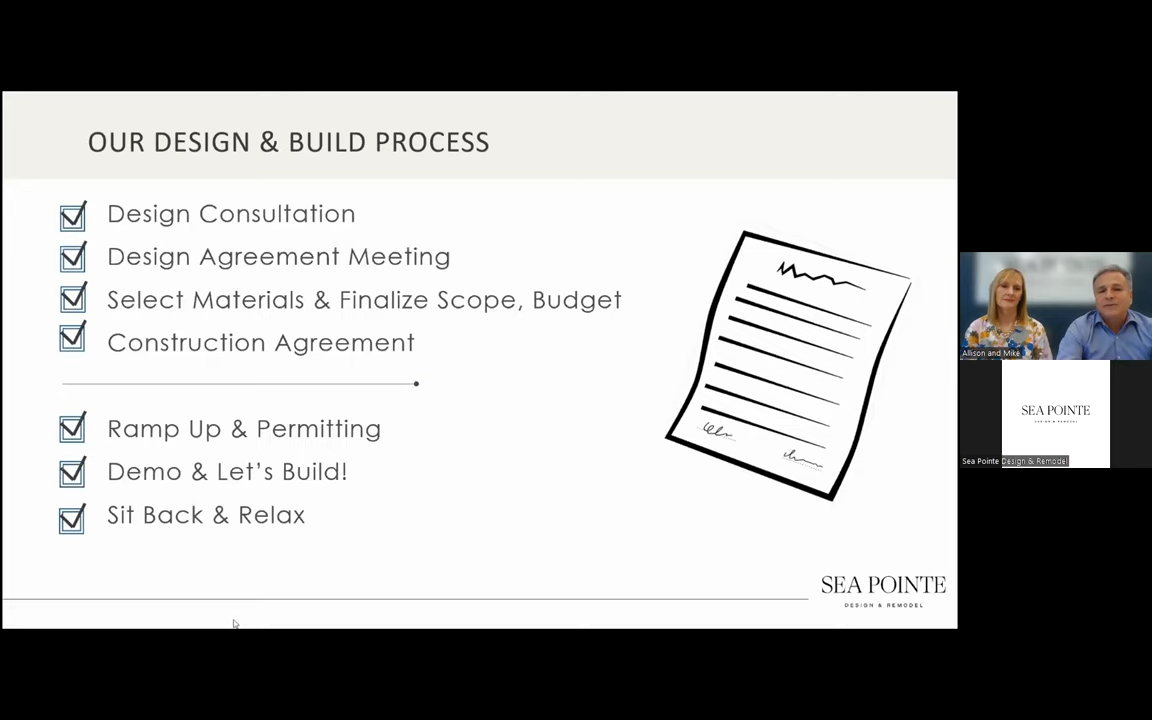 OUR DESIGN & BUILD PROCESS
Design Consultation
Design Agreement Meeting
Select Materials & Finalize Scope, Budget
Construction Agreement
Ramp Up & Permitting
Demo & Let's Build!
Sit Back & Relax
SEA POINTE
DESIGN & REMODEL
Allison and Mike
SEA POINTE
DESIGN & REMODEL
Sea Pointe Design & Remodel